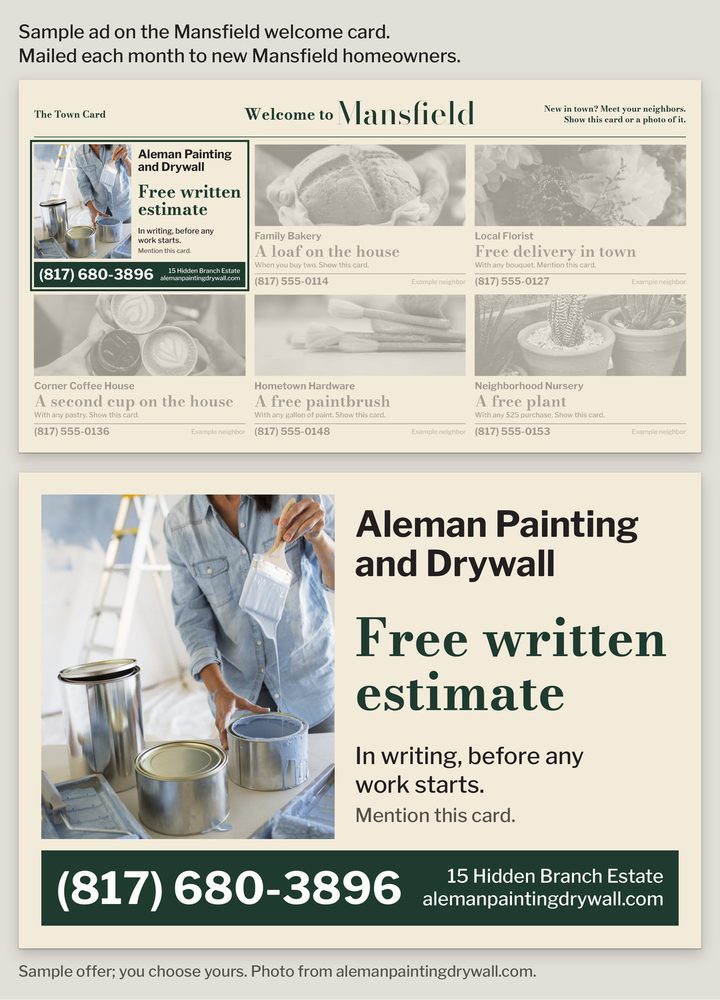 Sample ad on the Mansfield welcome card.
Mailed each month to new Mansfield homeowners.
The Town Card
Welcome to Mansfield
New in town? Meet your neighbors.
Show this card or a photo of it.
Aleman Painting
and Drywall
Free written
estimate
In writing, before any
work starts.
Mention this card.
(817) 680-3896
15 Hidden Branch Estate
alemanpaintingdrywall.com
Family Bakery
A loaf on the house
When you buy two. Show this card.
(817) 555-0114
Example neighbor
Local Florist
Free delivery in town
With any bouquet. Mention this card.
(817) 555-0127
Example neighbor
Corner Coffee House
A second cup on the house
With any pastry. Show this card.
(817) 555-0136
Example neighbor
Hometown Hardware
A free paintbrush
With any gallon of paint. Show this card.
(817) 555-0148
Example neighbor
Neighborhood Nursery
A free plant
With any $25 purchase. Show this card.
(817) 555-0153
Example neighbor
Aleman Painting
and Drywall
Free written
estimate
In writing, before any
work starts.
Mention this card.
(817) 680-3896
15 Hidden Branch Estate
alemanpaintingdrywall.com
Sample offer; you choose yours. Photo from alemanpaintingdrywall.com.